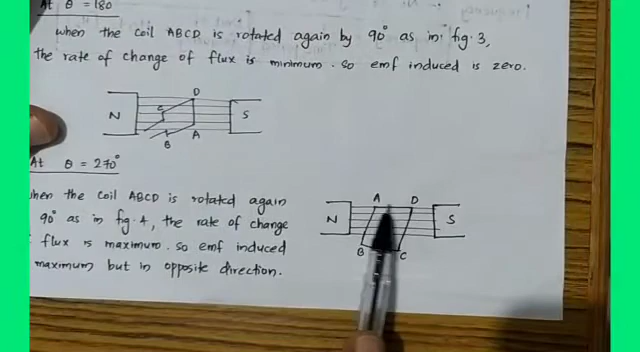 At θ = 180
when the coil ABCD is rotated again by 90° as in fig. 3,
the rate of change of flux is minimum. so emf induced is zero.
N
D
C
A
B
S
At θ = 270°
when the coil ABCD is rotated again
90° as in fig. 4, the rate of change
flux is maximum. so emf induced
maximum but in opposite direction.
N
A
D
B
C
S